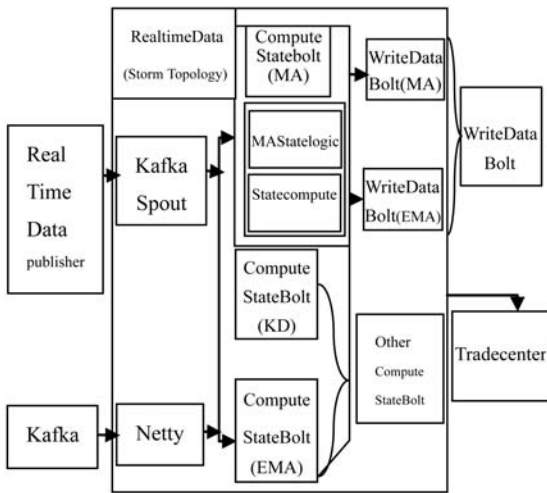 RealtimeData
(Storm Topology)
Compute
Statebolt
(MA)
WriteData
Bolt(MA)
WriteData
Bolt
MAStatelogic
Statecompute
Real
Time
Data
publisher
Kafka
Spout
WriteData
Bolt(EMA)
Compute
StateBolt
(KD)
Other
Compute
StateBolt
Tradecenter
Kafka
Netty
Compute
StateBolt
(EMA)